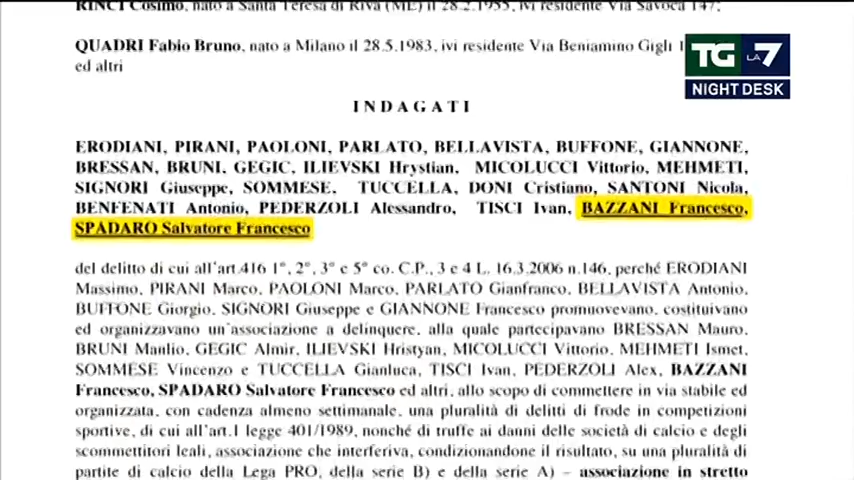 RINCI Cosimo, nato a Santa Teresa di Riva (ME) il 28.2.1955, ivi residente Via Savoca 147;
QUADRI Fabio Bruno, nato a Milano il 28.5.1983, ivi residente Via Beniamino Gigli 1
ed altri
TG LA 7
NIGHT DESK
INDAGATI
ERODIANI, PIRANI, PAOLONI, PARLATO, BELLAVISTA, BUFFONE, GIANNONE,
BRESSAN, BRUNI, GEGIC, ILIEVSKI Hrystian, MICOLUCCI Vittorio, MEHMETI,
SIGNORI Giuseppe, SOMMESE, TUCCELLA, DONI Cristiano, SANTONI Nicola,
BENFENATI Antonio, PEDERZOLI Alessandro, TISCI Ivan, BAZZANI Francesco,
SPADARO Salvatore Francesco
del delitto di cui all'art.416 1°, 2°, 3° e 5° co. C.P., 3 e 4 L. 16.3.2006 n.146, perché ERODIANI
Massimo, PIRANI Marco, PAOLONI Marco, PARLATO Gianfranco, BELLAVISTA Antonio,
BUFFONE Giorgio, SIGNORI Giuseppe e GIANNONE Francesco promuovevano, costituivano
ed organizzavano un'associazione a delinquere, alla quale partecipavano BRESSAN Mauro,
BRUNI Manlio, GEGIC Almir, ILIEVSKI Hristyan, MICOLUCCI Vittorio, MEHMETI Ismet,
SOMMESE Vincenzo e TUCCELLA Gianluca, TISCI Ivan, PEDERZOLI Alex, BAZZANI
Francesco, SPADARO Salvatore Francesco ed altri, allo scopo di commettere in via stabile ed
organizzata, con cadenza almeno settimanale, una pluralità di delitti di frode in competizioni
sportive, di cui all'art.1 legge 401/1989, nonché di truffe ai danni delle società di calcio e degli
scommettitori leali, associazione che interferiva, condizionandone il risultato, su una pluralità di
partite di calcio della Lega PRO, della serie B) e della serie A) – associazione in stretto